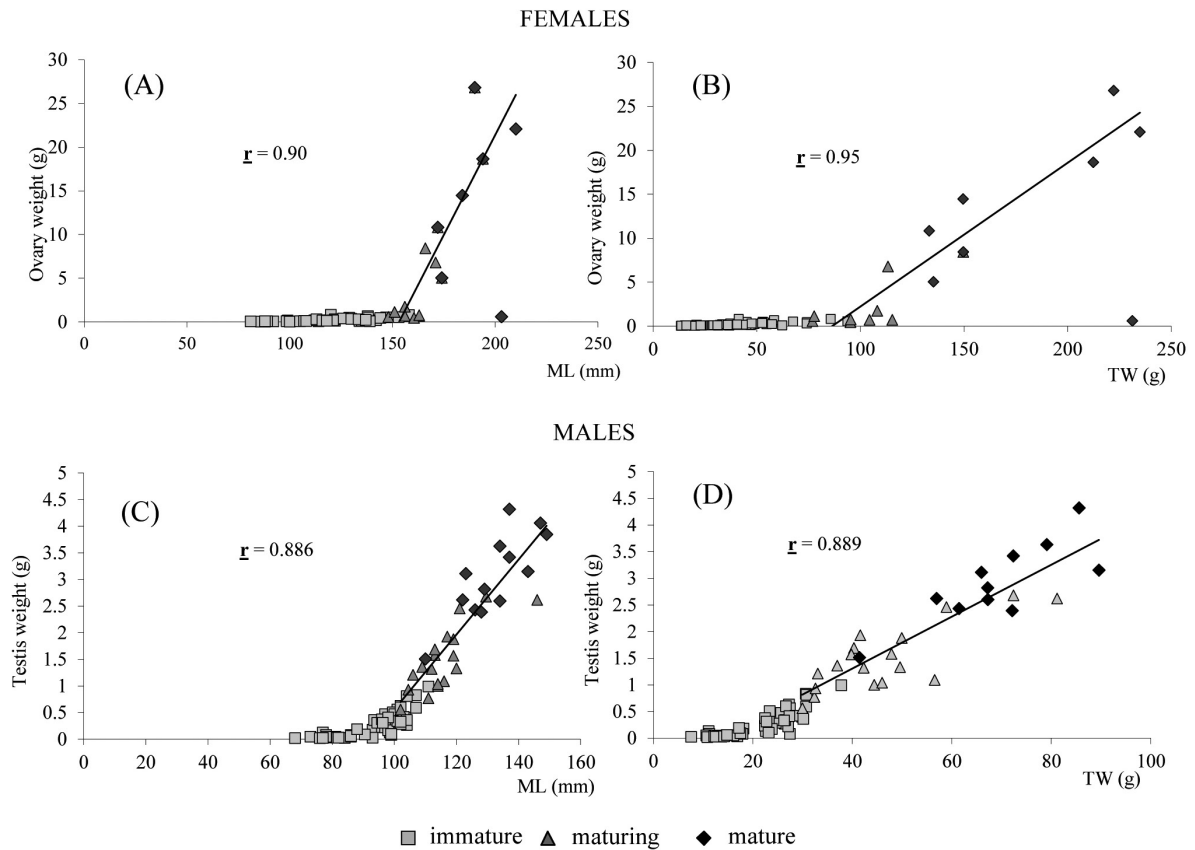 FEMALES
(A)
r = 0.90
Ovary weight (g)
30
25
20
15
10
5
0
0 50 100 150 200 250
ML (mm)
(B)
r = 0.95
Ovary weight (g)
30
25
20
15
10
5
0
0 50 100 150 200 250
TW (g)
MALES
(C)
r = 0.886
Testis weight (g)
5
4.5
4
3.5
3
2.5
2
1.5
1
0.5
0
0 20 40 60 80 100 120 140 160
ML (mm)
(D)
r = 0.889
Testis weight (g)
5
4.5
4
3.5
3
2.5
2
1.5
1
0.5
0
0 20 40 60 80 100
TW (g)
immature maturing mature